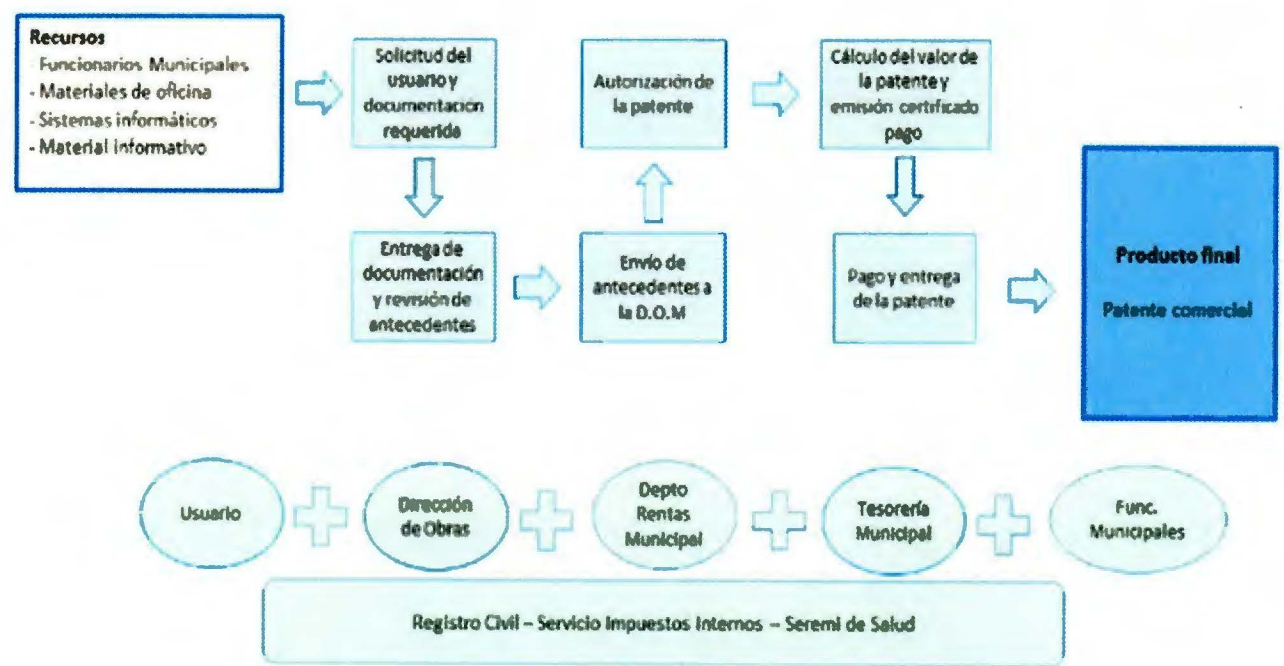 Recursos
- Funcionarios Municipales
- Materiales de oficina
- Sistemas informáticos
- Material informativo
Solicitud del
usuario y
documentación
requerida
Entrega de
documentación
y revisión de
antecedentes
Envío de
antecedentes a
la D.O.M
Autorización de
la patente
Cálculo del valor de
la patente y
emisión certificado
pago
Pago y entrega
de la patente
Producto final
Patente comercial
Usuario
Dirección
de Obras
Depto
Rentas
Municipal
Tesorería
Municipal
Func.
Municipales
Registro Civil – Servicio Impuestos Internos – Seremi de Salud